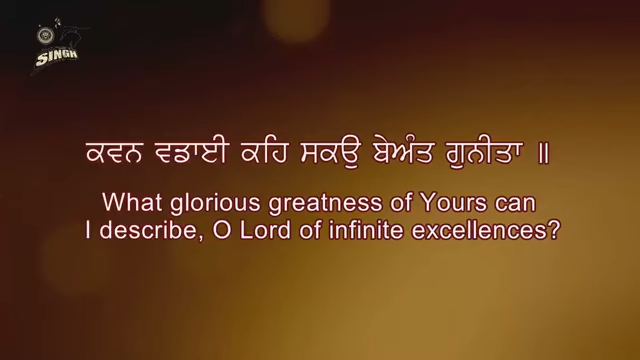 SINGH
ਕਵਨ ਵਡਾਈ ਕਹਿ ਸਕਉ ਬੇਅੰਤ ਗੁਨੀਤਾ ॥
What glorious greatness of Yours can
I describe, O Lord of infinite excellences?